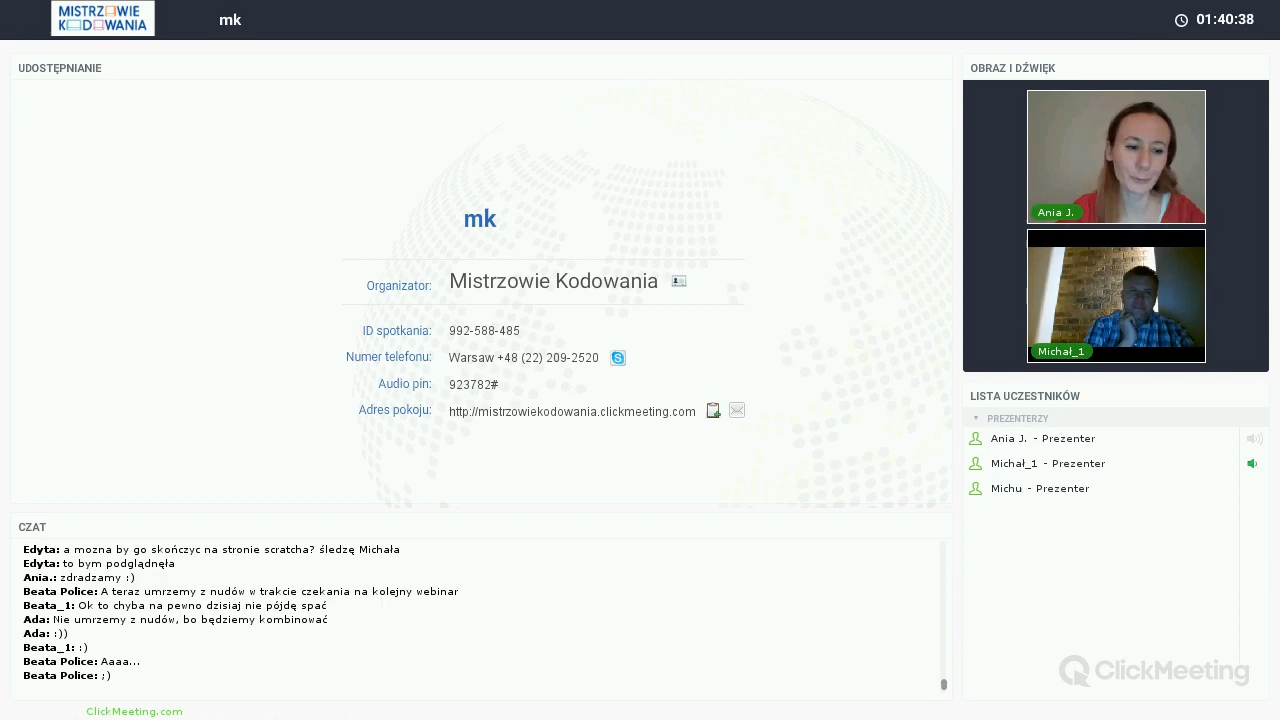 MISTRZOWIE
KODOWANIA
mk
01:40:38
UDOSTĘPNIANIE
mk
Organizator: Mistrzowie Kodowania
ID spotkania: 992-588-485
Numer telefonu: Warsaw +48 (22) 209-2520
Audio pin: 923782#
Adres pokoju: http://mistrzowiekodowania.clickmeeting.com
OBRAZ I DŹWIĘK
Ania J.
Michał_1
LISTA UCZESTNIKÓW
PREZENTERZY
Ania J. - Prezenter
Michał_1 - Prezenter
Michu - Prezenter
ClickMeeting
CZAT
Edyta: a mozna by go skończyc na stronie scratcha? śledzę Michała
Edyta: to bym podglądnęła
Ania.: zdradzamy :)
Beata Police: A teraz umrzemy z nudów w trakcie czekania na kolejny webinar
Beata_1: Ok to chyba na pewno dzisiaj nie pójdę spać
Ada: Nie umrzemy z nudów, bo będziemy kombinować
Ada: :))
Beata_1: :)
Beata Police: Aaaa...
Beata Police: ;)
ClickMeeting.com